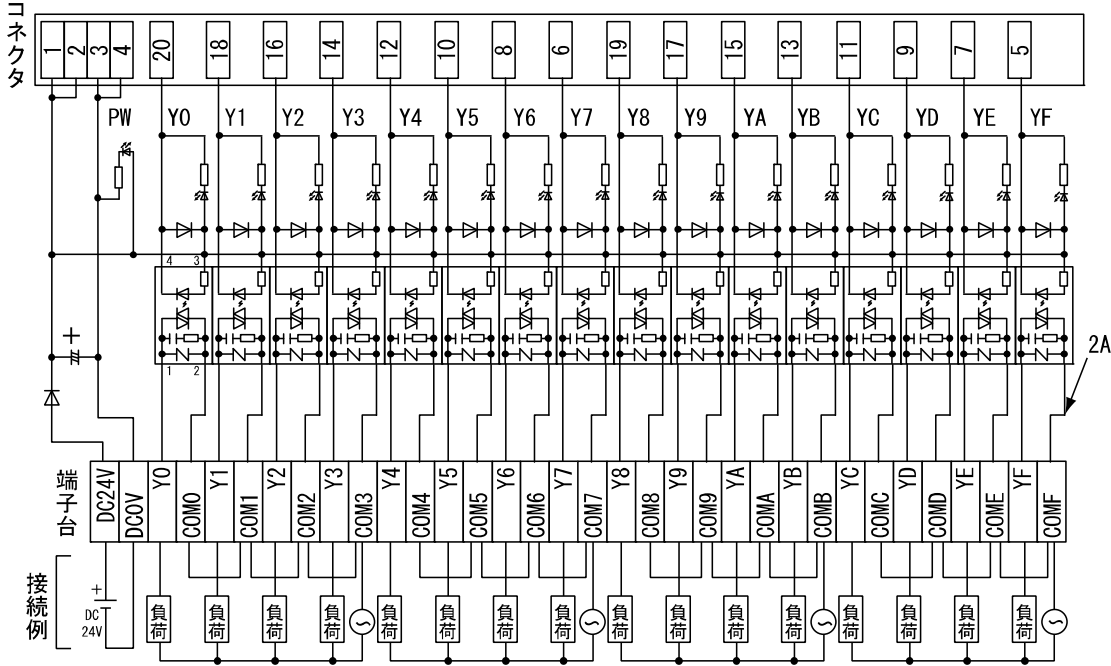 コネクタ
1 2 3 4 20 18 16 14 12 10 8 6 19 17 15 13 11 9 7 5
PW Y0 Y1 Y2 Y3 Y4 Y5 Y6 Y7 Y8 Y9 YA YB YC YD YE YF
4 3
+
1 2
2A
端子台
DC24V DC0V Y0 COM0 Y1 COM1 Y2 COM2 Y3 COM3 Y4 COM4 Y5 COM5 Y6 COM6 Y7 COM7 Y8 COM8 Y9 COM9 YA COMA YB COMB YC COMC YD COMD YE COME YF COMF
接続例
+
DC
24V
負荷 負荷 負荷 負荷 負荷 負荷 負荷 負荷 負荷 負荷 負荷 負荷 負荷 負荷 負荷 負荷